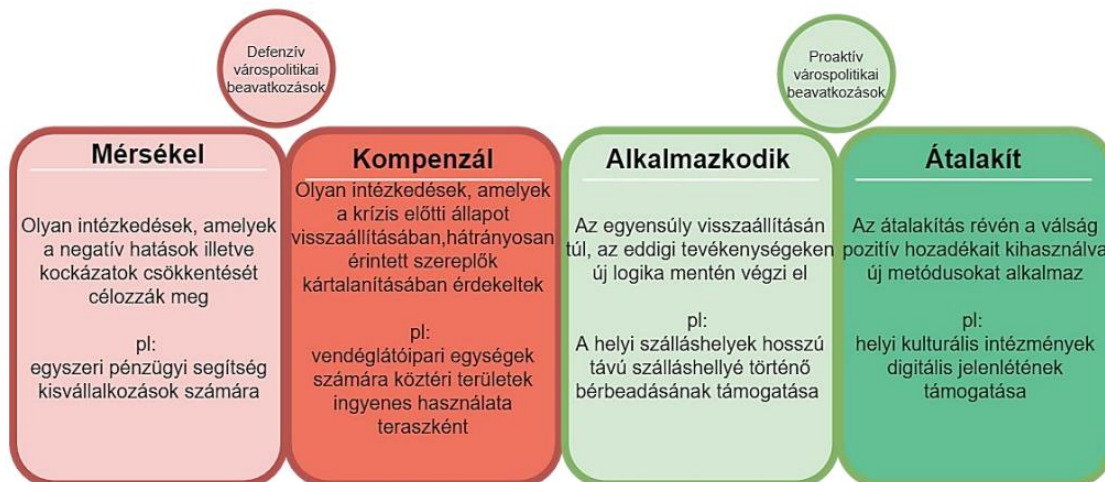 Defenzív
várospolitikai
beavatkozások
Proaktív
várospolitikai
beavatkozások
Mérsékel
Olyan intézkedések, amelyek
a negatív hatások illetve
kockázatok csökkentését
célozzák meg
pl:
egyszeri pénzügyi segítség
kisvállalkozások számára
Kompenzál
Olyan intézkedések, amelyek
a krízis előtti állapot
visszaállításában,hátrányosan
érintett szereplők
kártalanításában érdekeltek
pl:
vendéglátóipari egységek
számára köztéri területek
ingyenes használata
teraszként
Alkalmazkodik
Az egyensúly visszaállításán
túl, az eddigi tevékenységeken
új logika mentén végzi el
pl:
A helyi szálláshelyek hosszú
távú szálláshellyé történő
bérbeadásának támogatása
Átalakít
Az átalakítás révén a válság
pozitív hozadékait kihasználva
új metódusokat alkalmaz
pl:
helyi kulturális intézmények
digitális jelenlétének
támogatása